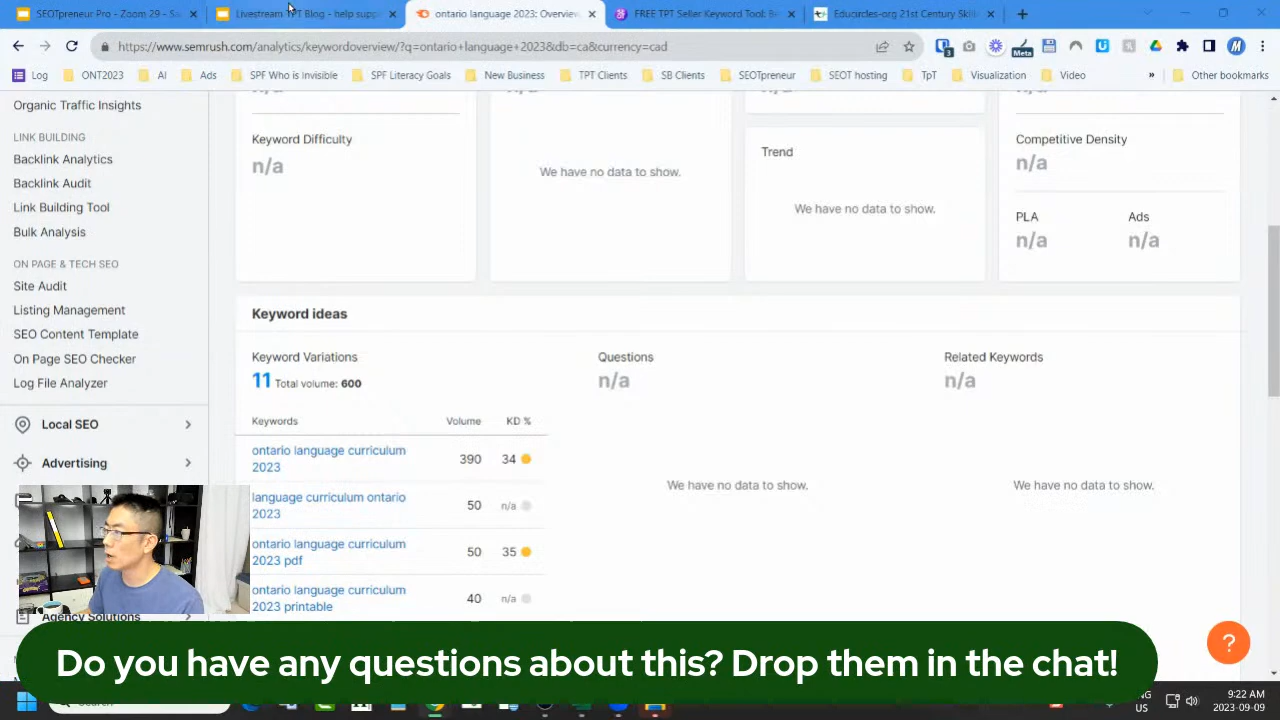 SEOTpreneur Pro - Zoom 29 - S
Livestream TPT Blog - help supp
ontario language 2023: Overview
FREE TPT Seller Keyword Tool: Be
Educircles-org 21st Century Skil
https://www.semrush.com/analytics/keywordoverview/?q=ontario+language+2023&db=ca&currency=cad
3
Meta
M
Log
ONT2023
AI
Ads
SPF Who is invisible
SPF Literacy Goals
New Business
TPT Clients
SB Clients
SEOTpreneur
SEOT hosting
TpT
Visualization
Video
»
Other bookmarks
Organic Traffic Insights
LINK BUILDING
Backlink Analytics
Backlink Audit
Link Building Tool
Bulk Analysis
ON PAGE & TECH SEO
Site Audit
Listing Management
SEO Content Template
On Page SEO Checker
Log File Analyzer
Local SEO
Advertising
Agency Solutions
Keyword Difficulty
n/a
We have no data to show.
Trend
We have no data to show.
Competitive Density
n/a
PLA
Ads
n/a
n/a
Keyword ideas
Keyword Variations
11 Total volume: 600
Keywords
Volume
KD %
ontario language curriculum
2023
390
34
language curriculum ontario
2023
50
n/a
ontario language curriculum
2023 pdf
50
35
ontario language curriculum
2023 printable
40
n/a
Questions
n/a
We have no data to show.
Related Keywords
n/a
We have no data to show.
?
Do you have any questions about this? Drop them in the chat!
US
9:22 AM
2023-09-09